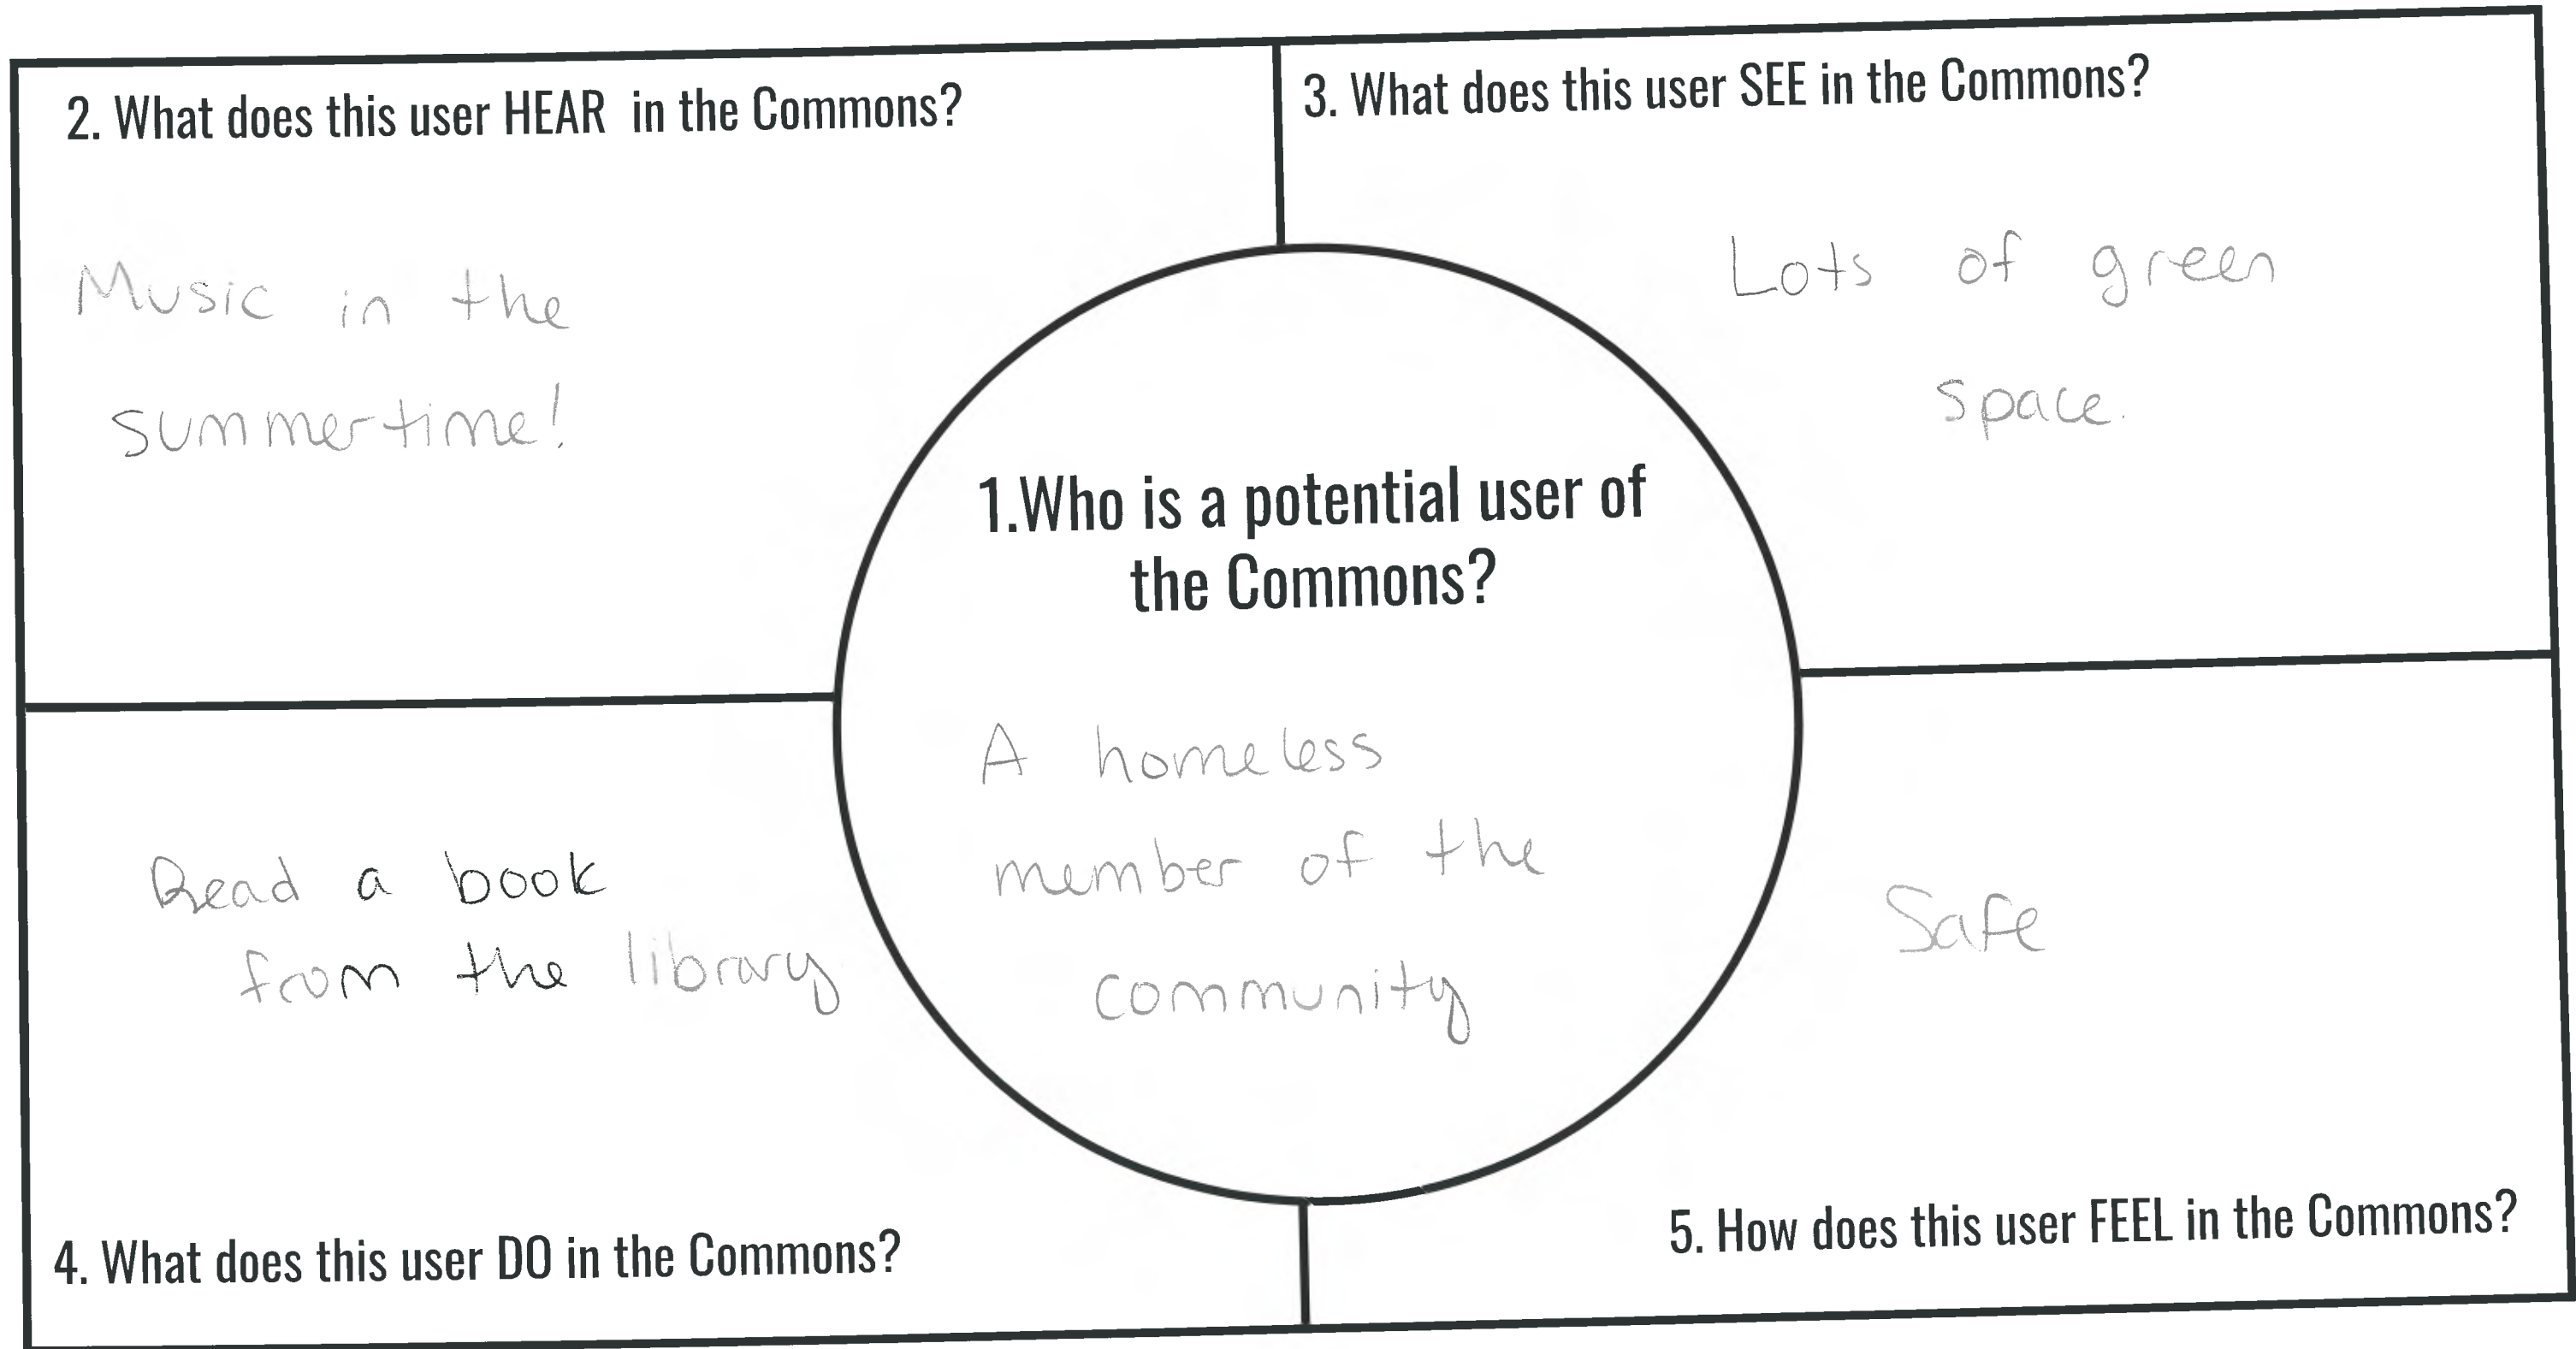 2. What does this user HEAR in the Commons?
Music in the
summertime!
3. What does this user SEE in the Commons?
Lots of green
space.
1.Who is a potential user of
the Commons?
A homeless
member of the
community
Read a book
from the library
4. What does this user DO in the Commons?
Safe
5. How does this user FEEL in the Commons?